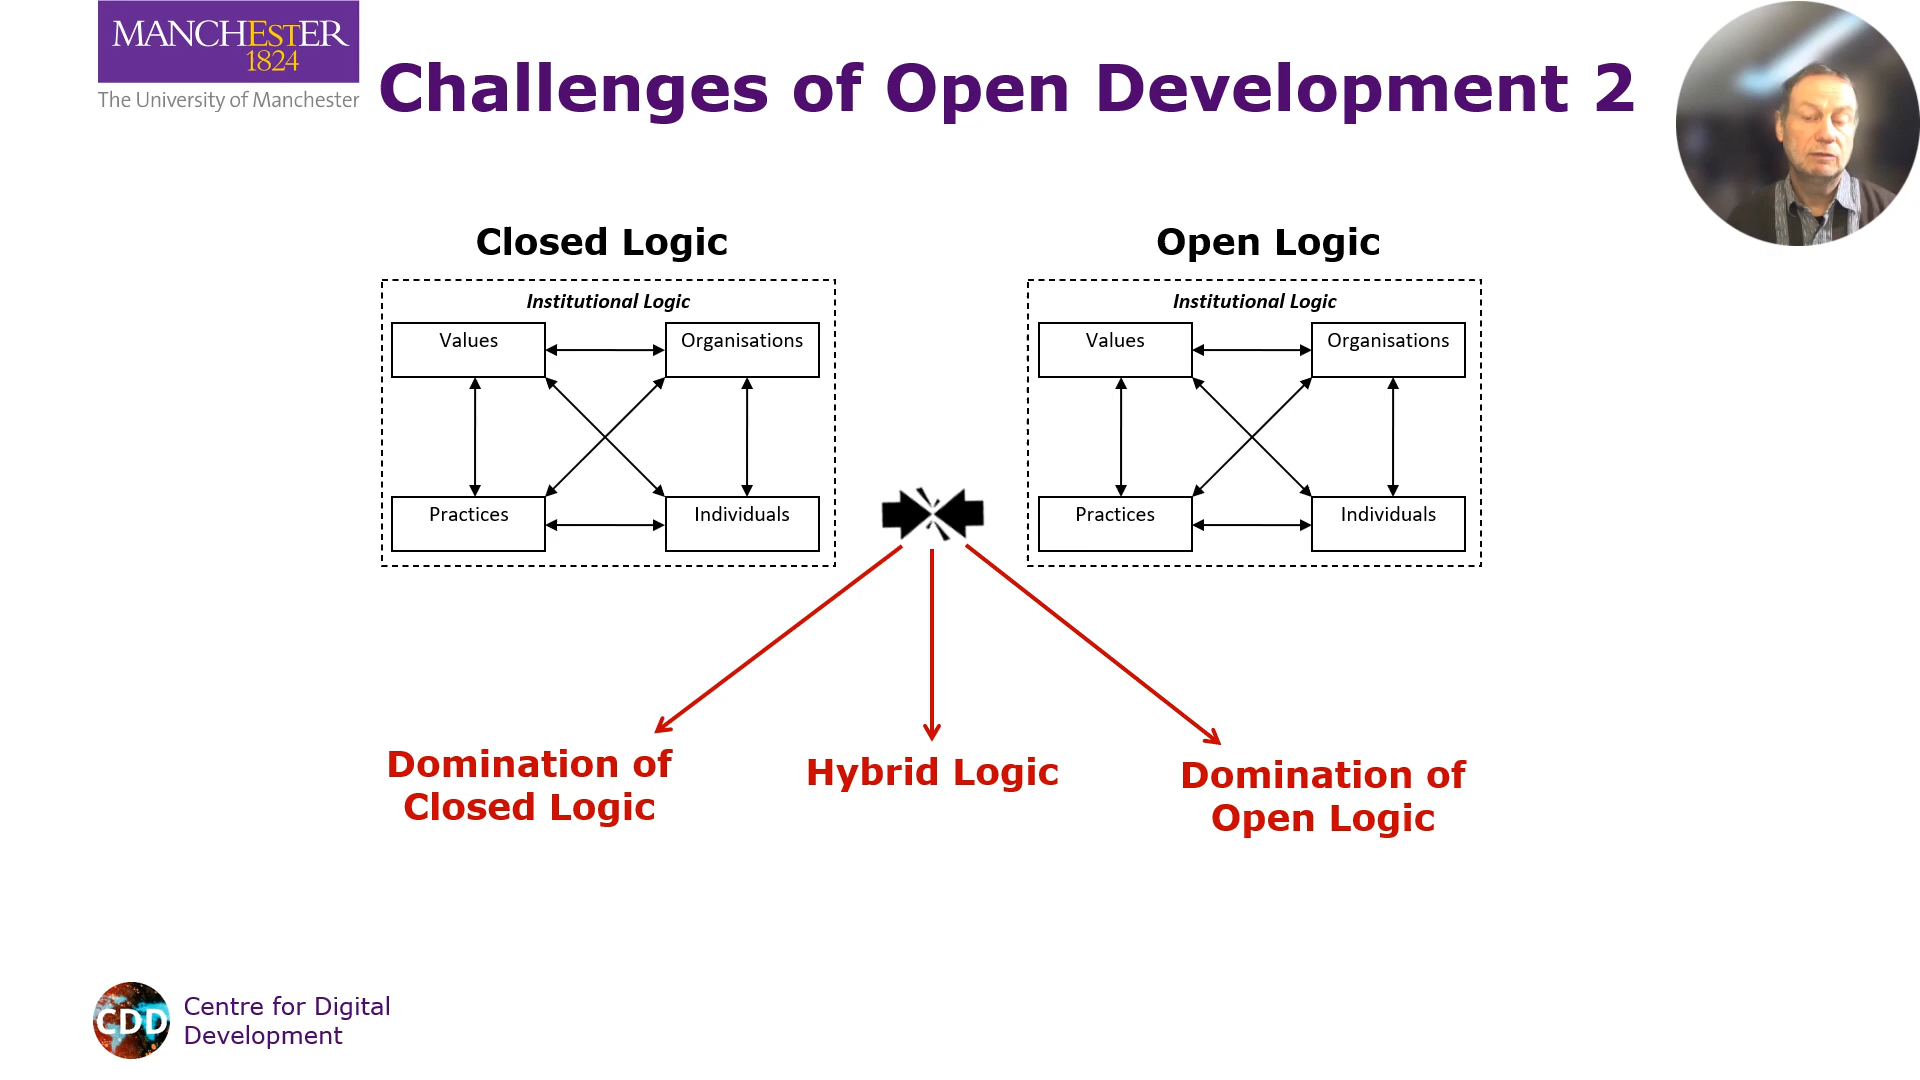 MANCHESTER
1824
The University of Manchester
Challenges of Open Development 2
Closed Logic
Open Logic
Institutional Logic
Values
Organisations
Practices
Individuals
Institutional Logic
Values
Organisations
Practices
Individuals
Domination of
Closed Logic
Hybrid Logic
Domination of
Open Logic
CDD
Centre for Digital
Development